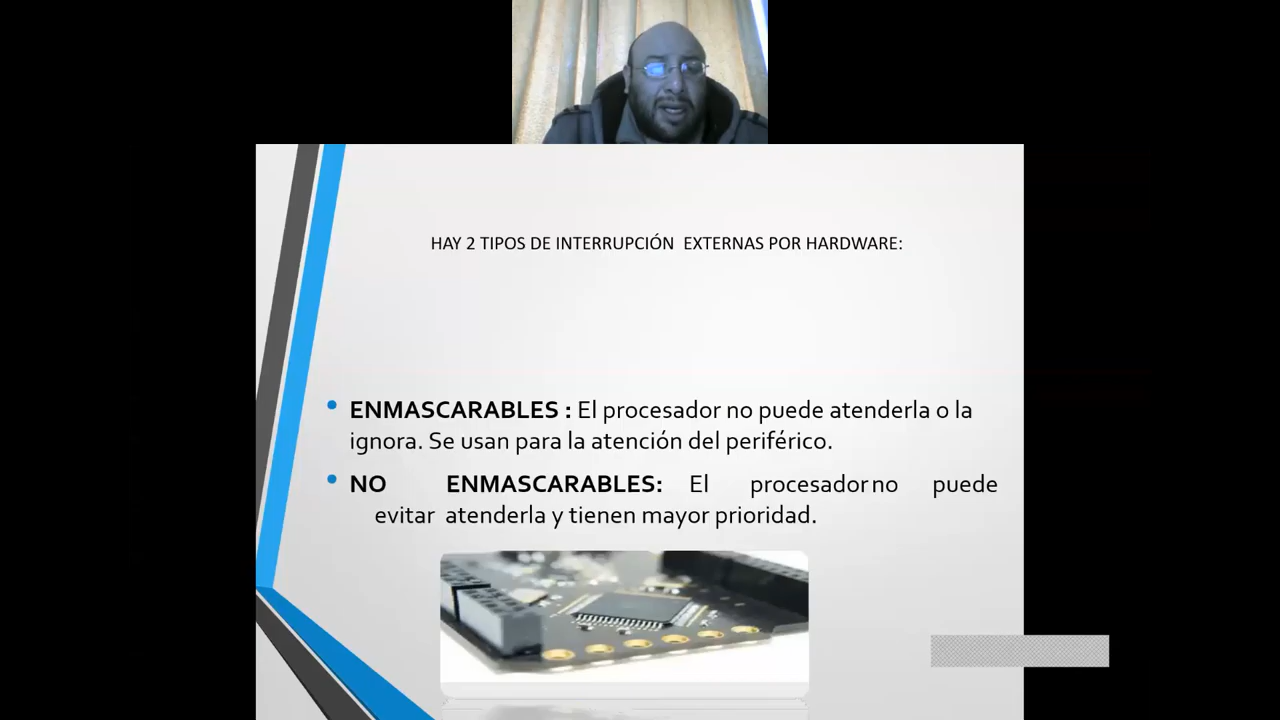 HAY 2 TIPOS DE INTERRUPCIÓN EXTERNAS POR HARDWARE:
• ENMASCARABLES : El procesador no puede atenderla o la
ignora. Se usan para la atención del periférico.
• NO ENMASCARABLES: El procesador no puede
evitar atenderla y tienen mayor prioridad.